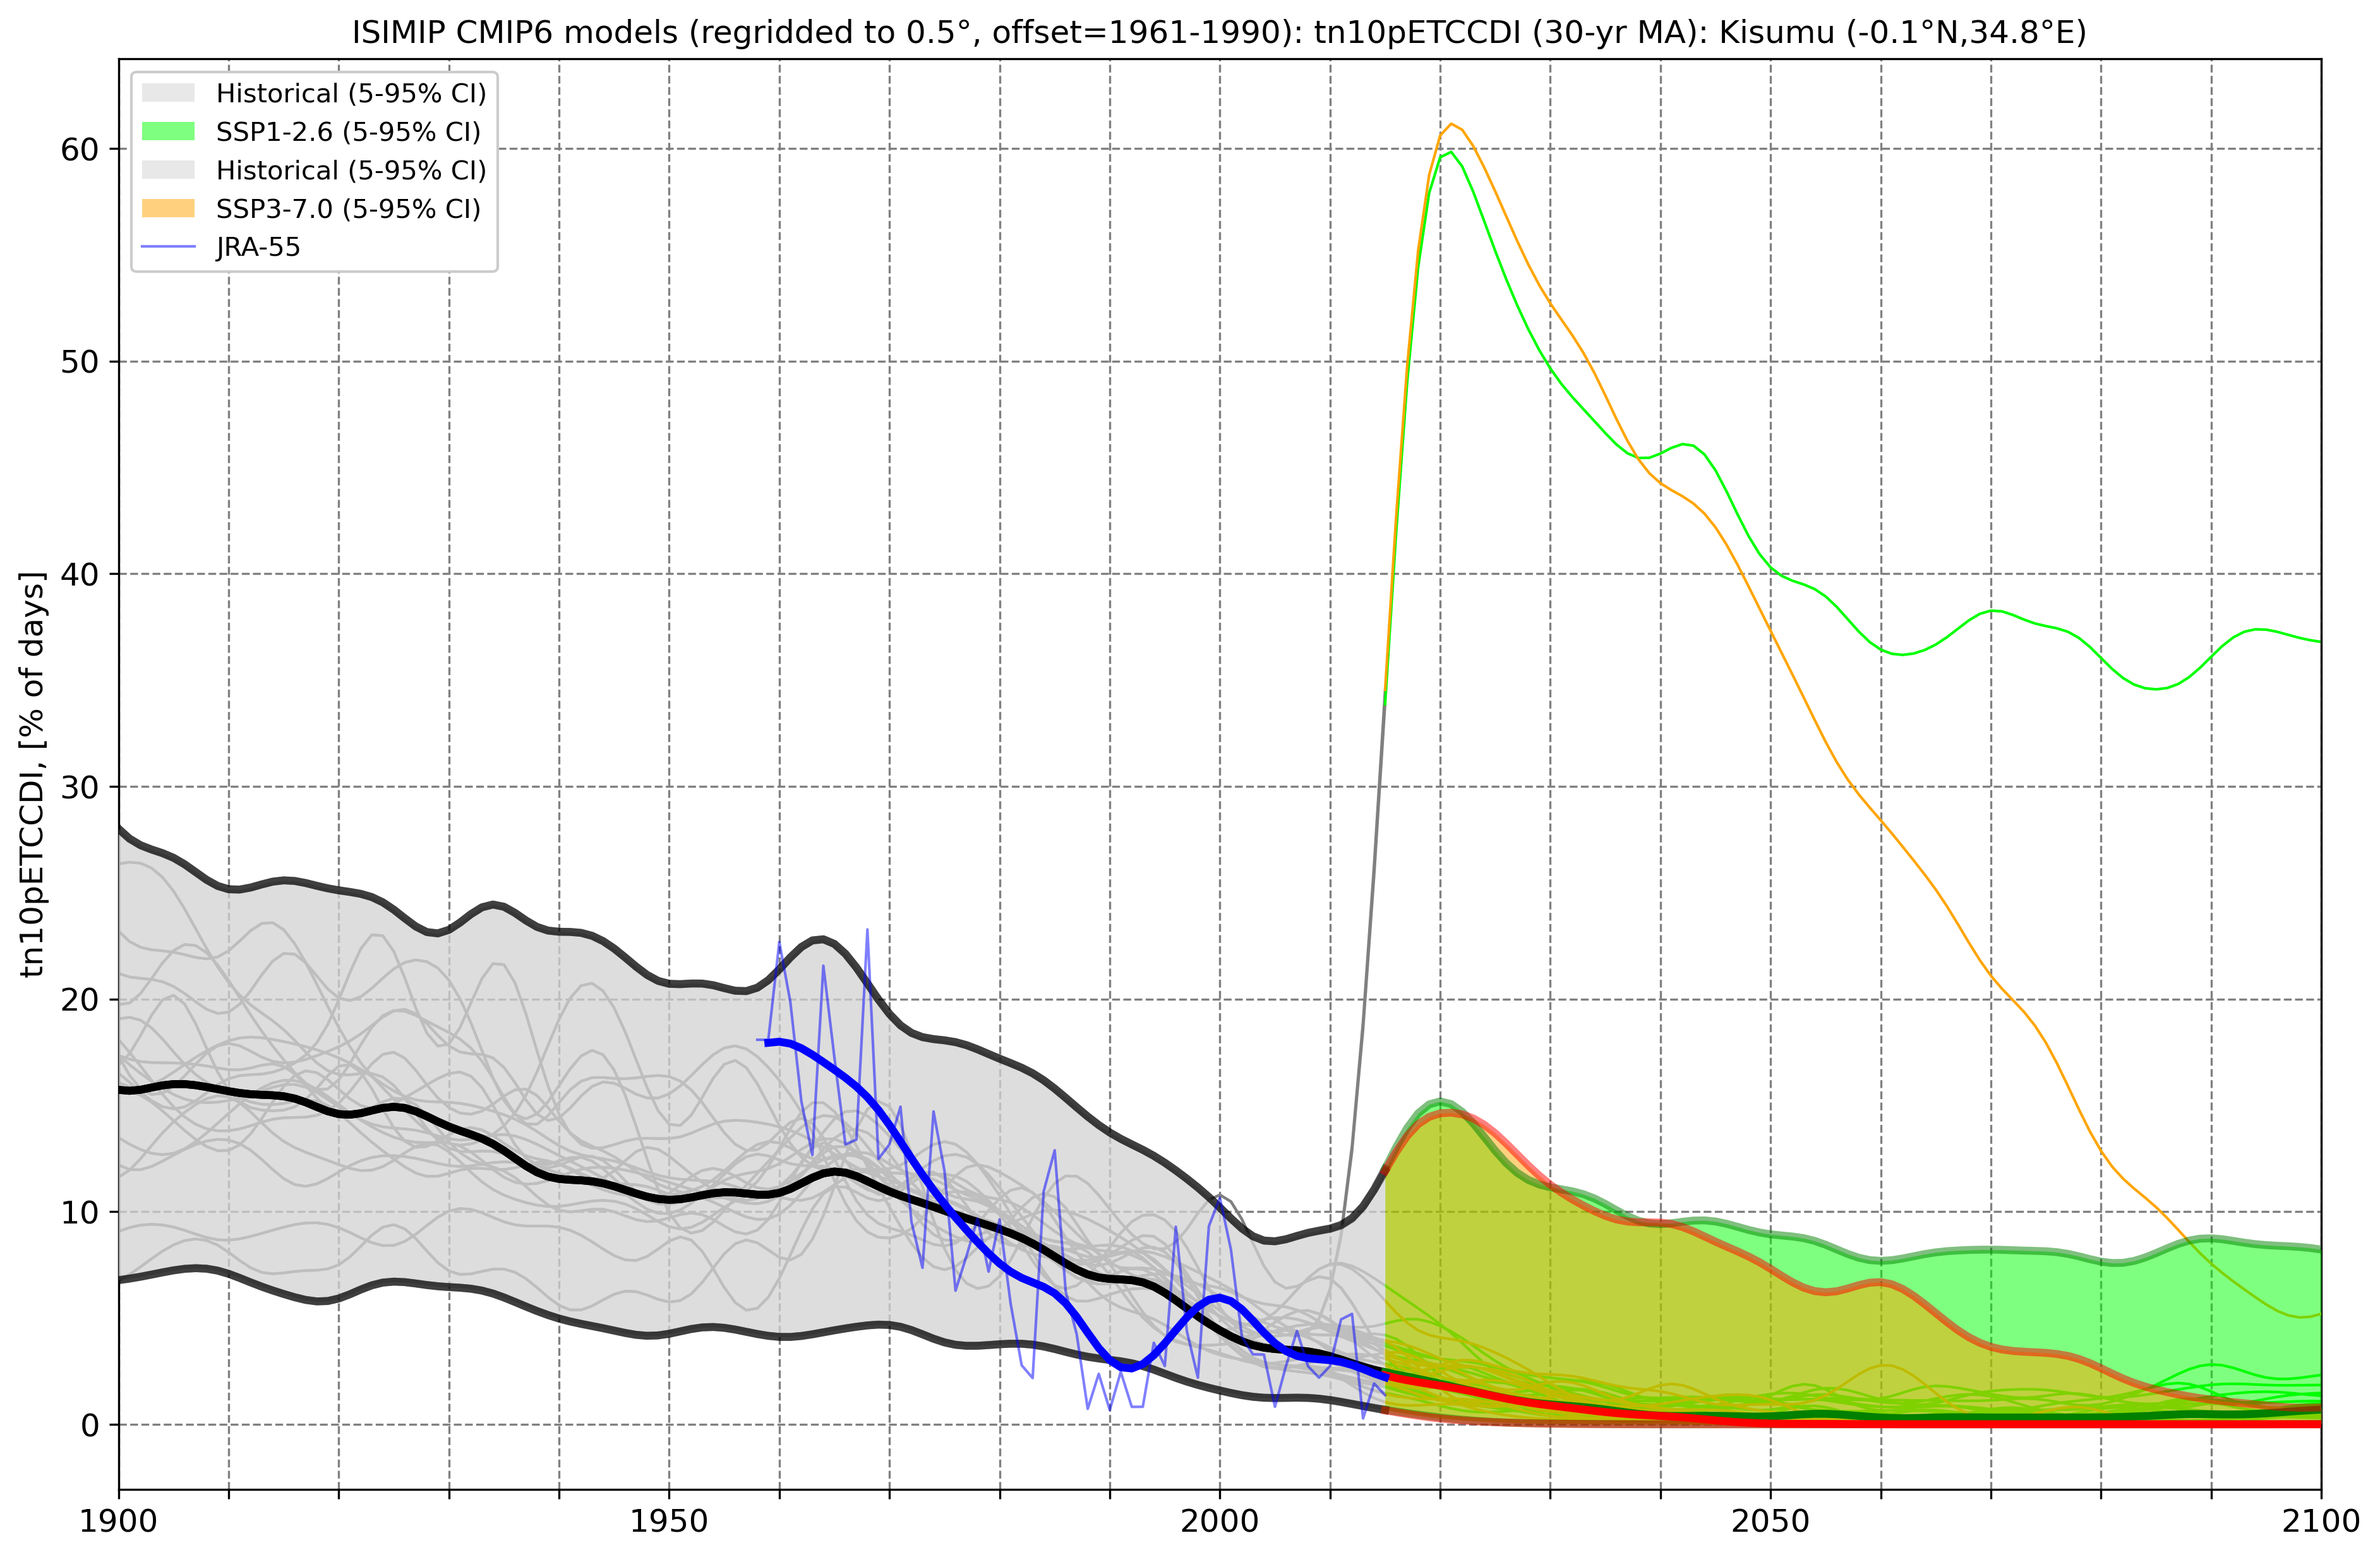 ISIMIP CMIP6 models (regridded to 0.5°, offset=1961-1990): tn10pETCCDI (30-yr MA): Kisumu (-0.1°N,34.8°E)
Historical (5-95% CI)
SSP1-2.6 (5-95% CI)
Historical (5-95% CI)
SSP3-7.0 (5-95% CI)
JRA-55
tn10pETCCDI, [% of days]
60
50
40
30
20
10
0
1900
1950
2000
2050
2100